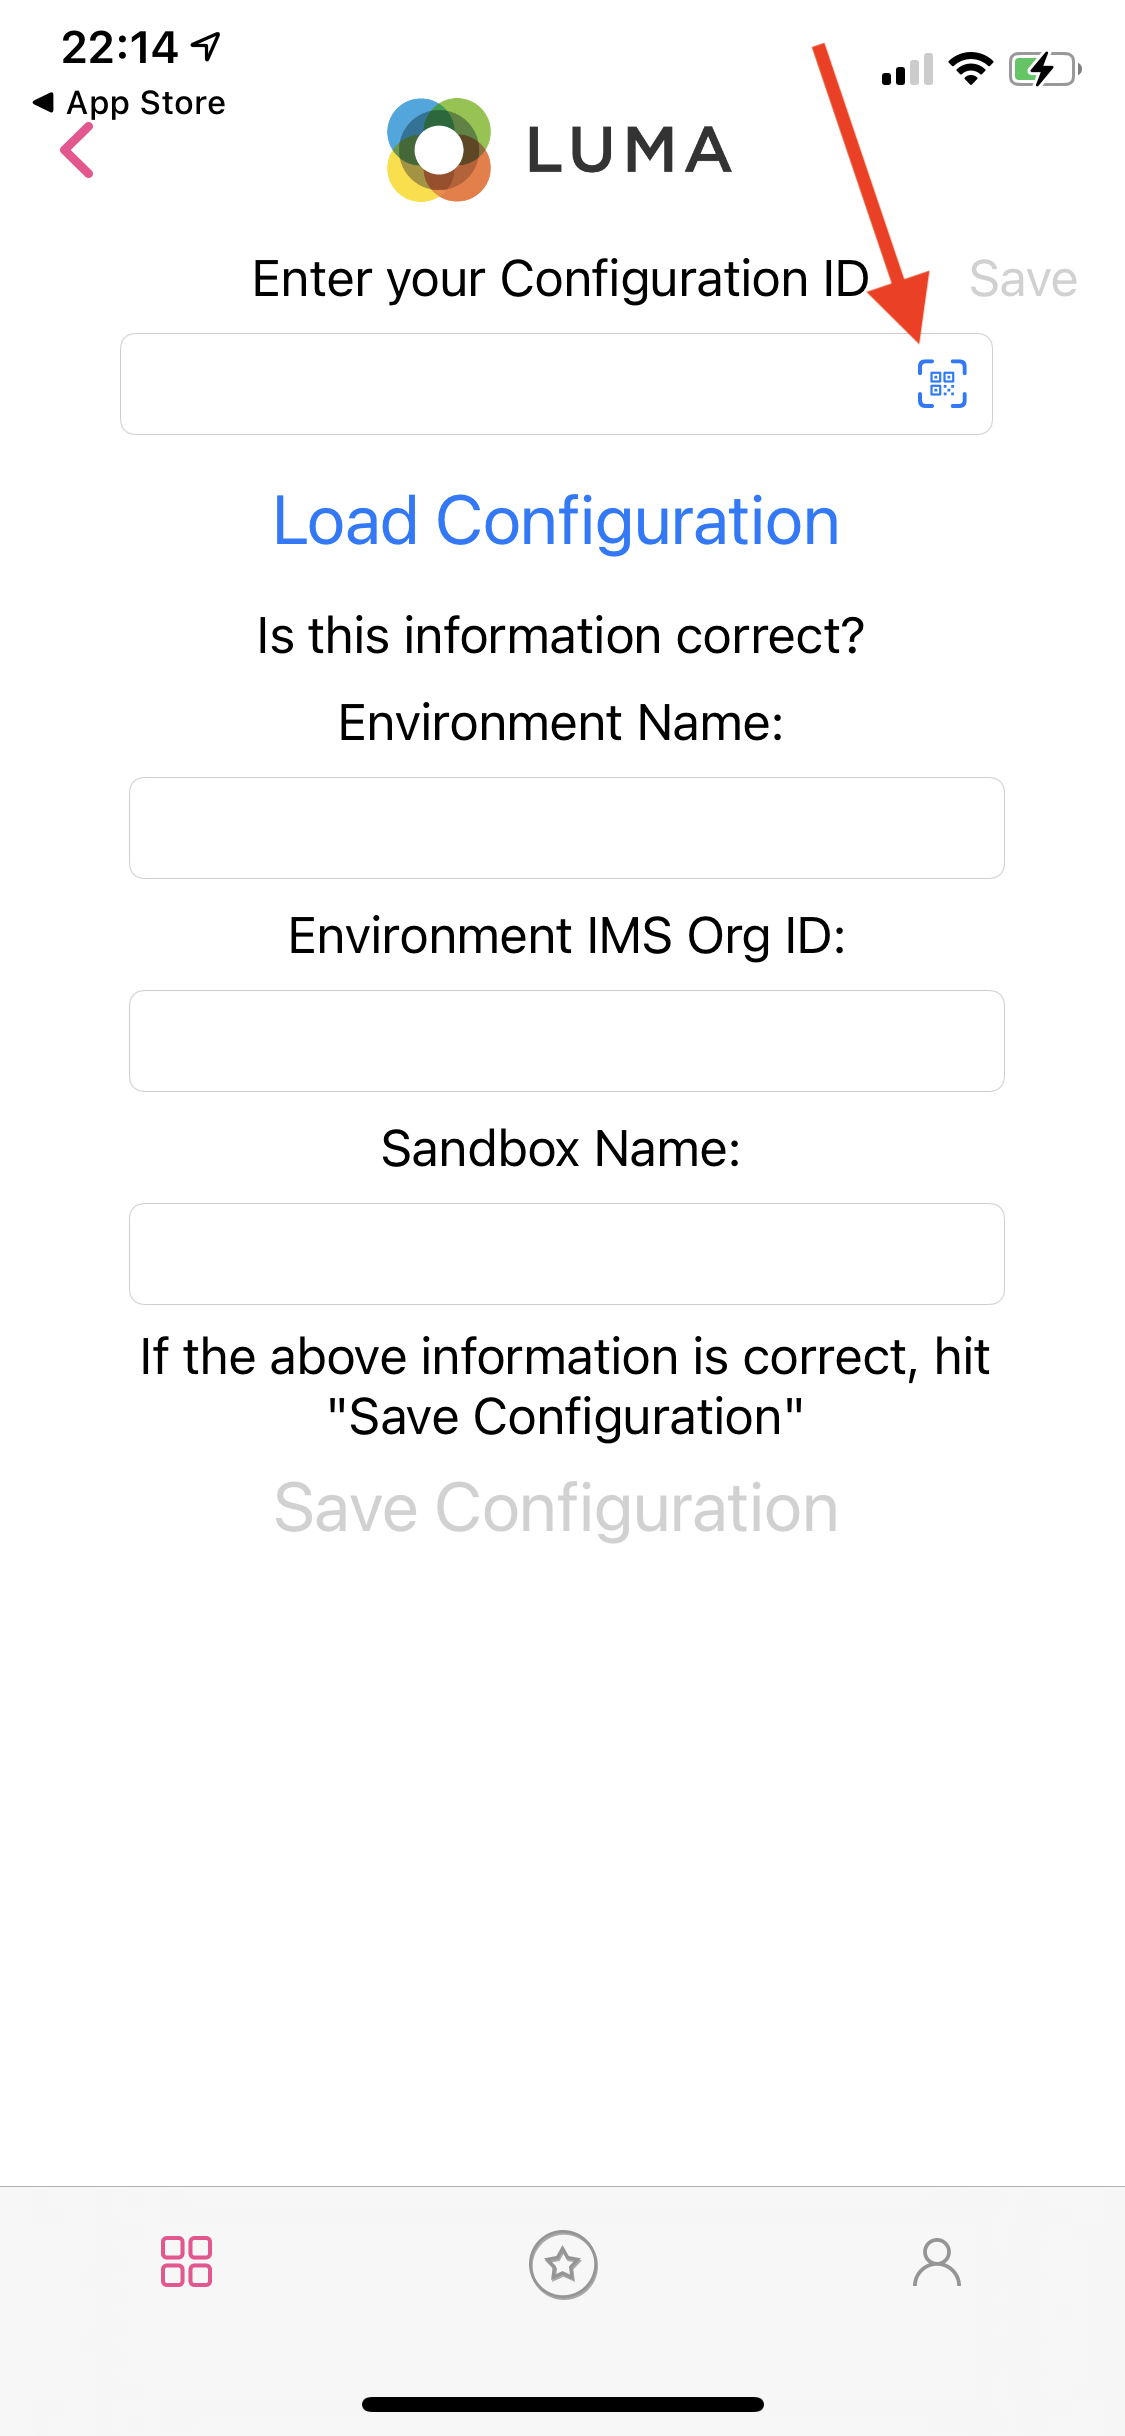 22:14
App Store
LUMA
Enter your Configuration ID
Save
Load Configuration
Is this information correct?
Environment Name:
Environment IMS Org ID:
Sandbox Name:
If the above information is correct, hit
"Save Configuration"
Save Configuration